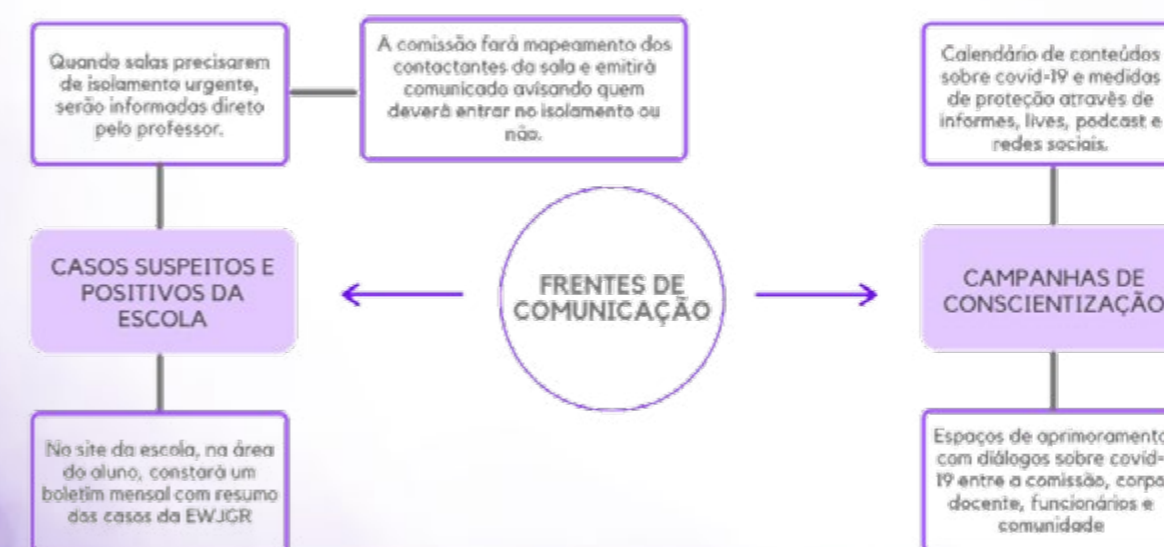 Quando salas precisarem
de isolamento urgente,
serão informadas direto
pelo professor.
A comissão fará mapeamento dos
contactantes da sala e emitirá
comunicado avisando quem
deverá entrar no isolamento ou
não.
Calendário de conteúdos
sobre covid-19 e medidas
de proteção através de
informes, lives, podcast e
redes sociais.
CASOS SUSPEITOS E
POSITIVOS DA
ESCOLA
FRENTES DE
COMUNICAÇÃO
CAMPANHAS DE
CONSCIENTIZAÇÃO
No site da escola, na área
do aluno, constará um
boletim mensal com resumo
dos casos da EWJGR
Espaços de aprimoramento
com diálogos sobre covid-
19 entre a comissão, corpo
docente, funcionários e
comunidade